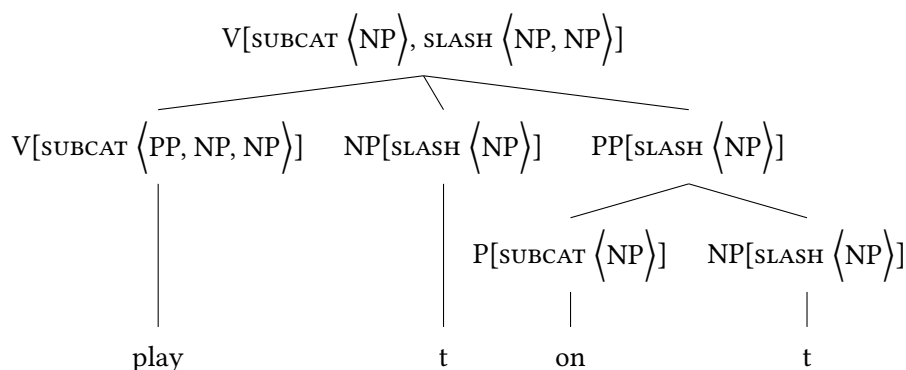 V[SUBCAT ⟨NP⟩, SLASH ⟨NP, NP⟩]
V[SUBCAT ⟨PP, NP, NP⟩] NP[SLASH ⟨NP⟩] PP[SLASH ⟨NP⟩]
P[SUBCAT ⟨NP⟩] NP[SLASH ⟨NP⟩]
play t on t